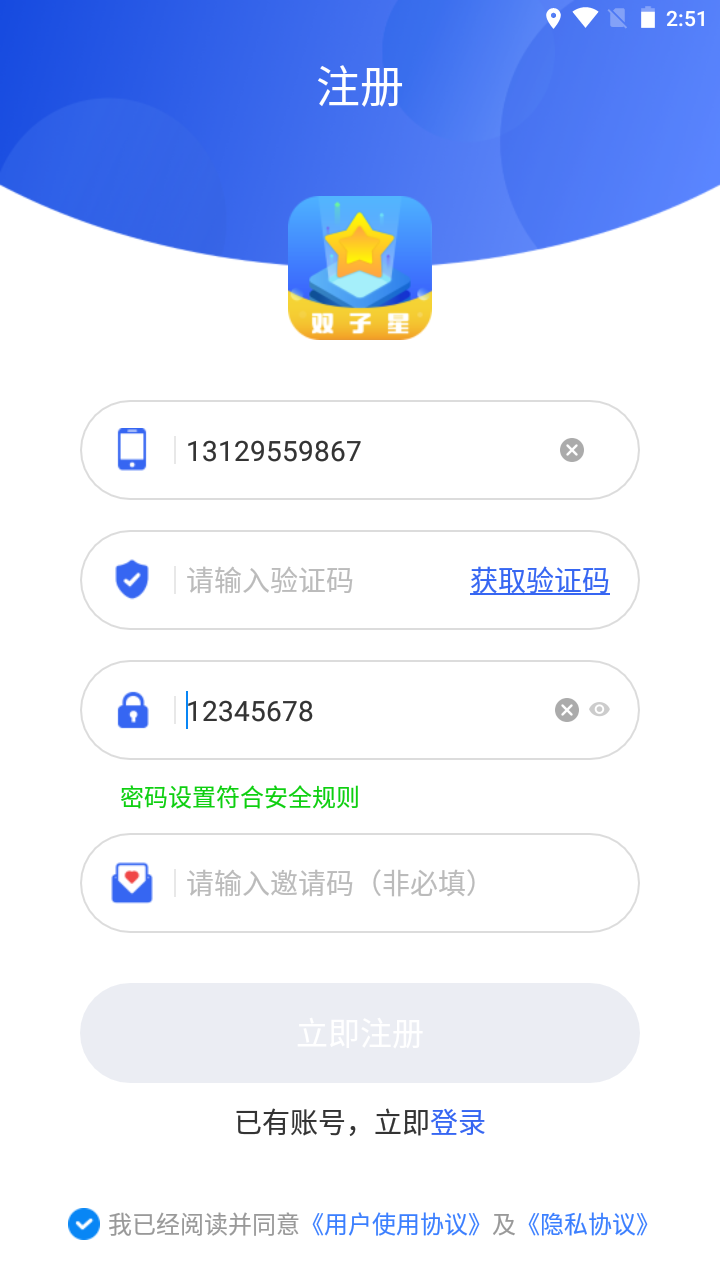 2:51
注册
双子星
13129559867
请输入验证码 获取验证码
12345678
密码设置符合安全规则
请输入邀请码（非必填）
立即注册
已有账号，立即登录
我已经阅读并同意《用户使用协议》及《隐私协议》